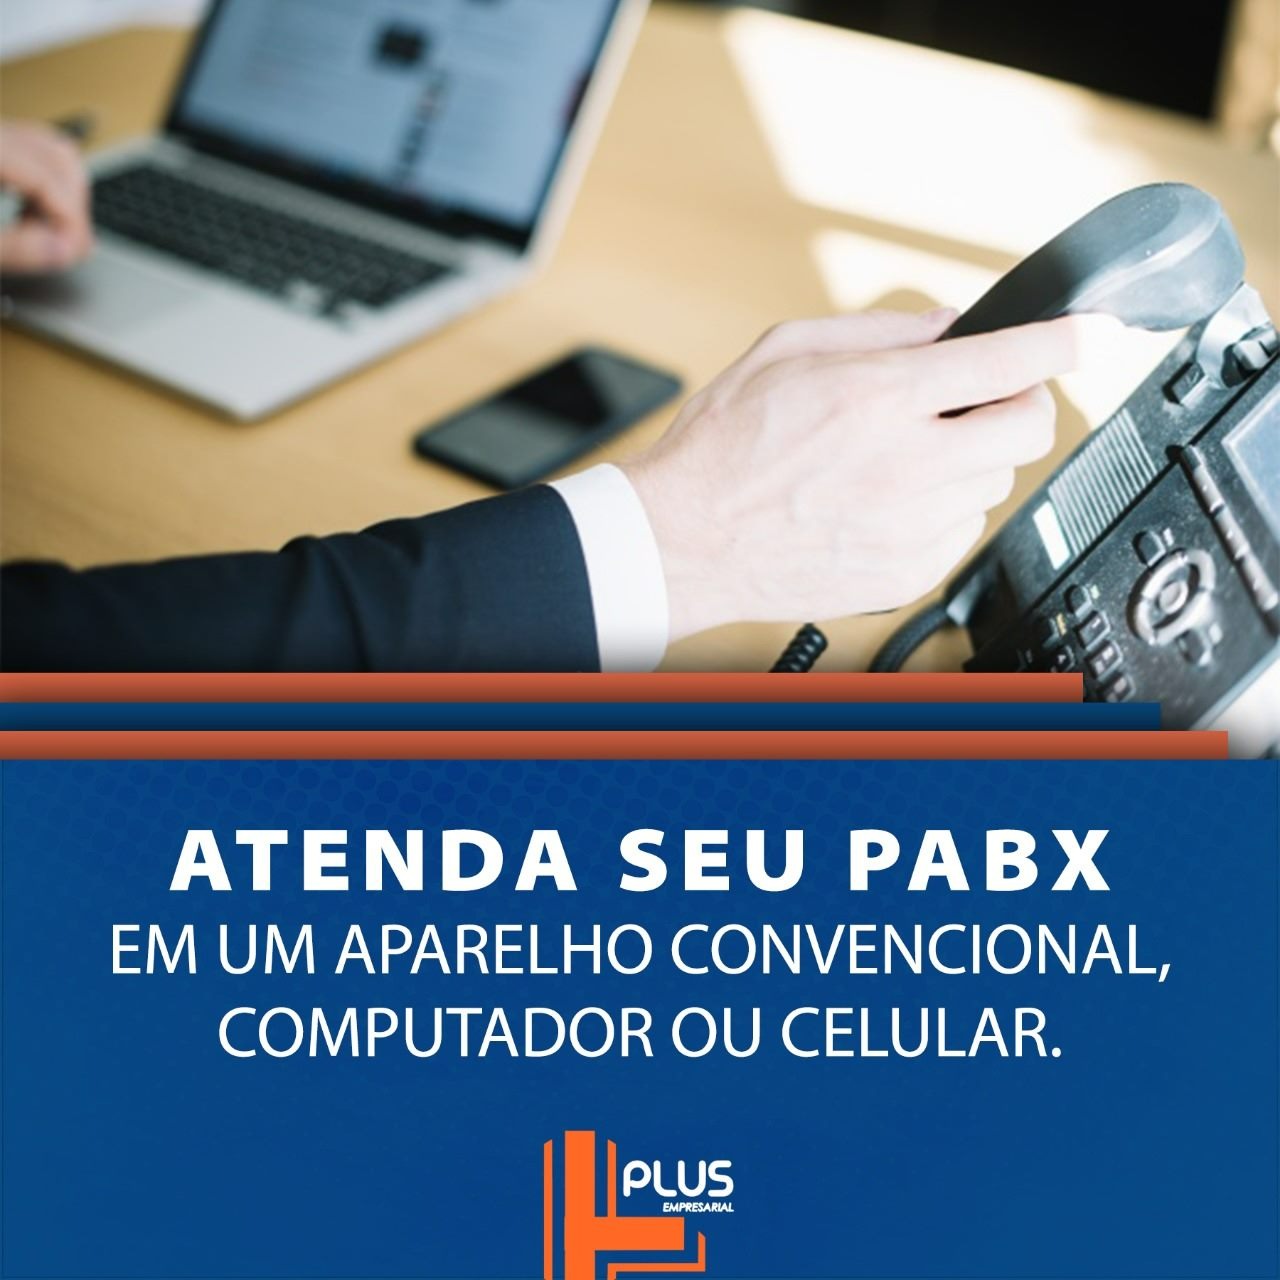 ATENDA SEU PABX
EM UM APARELHO CONVENCIONAL,
COMPUTADOR OU CELULAR.
PLUS
EMPRESARIAL